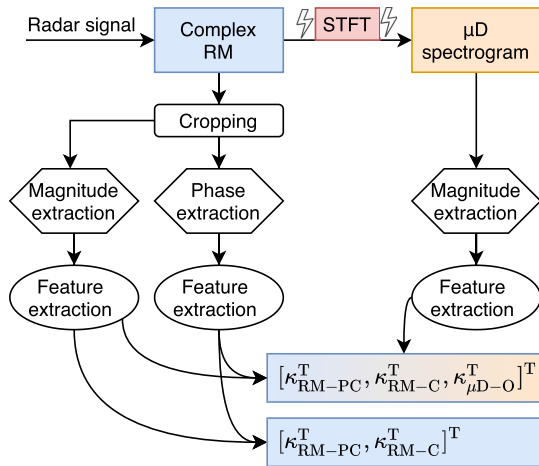 Radar signal
Complex
RM
STFT
μD
spectrogram
Cropping
Magnitude
extraction
Phase
extraction
Magnitude
extraction
Feature
extraction
Feature
extraction
Feature
extraction
[κ^T_RM−PC, κ^T_RM−C, κ^T_μD−O]^T
[κ^T_RM−PC, κ^T_RM−C]^T